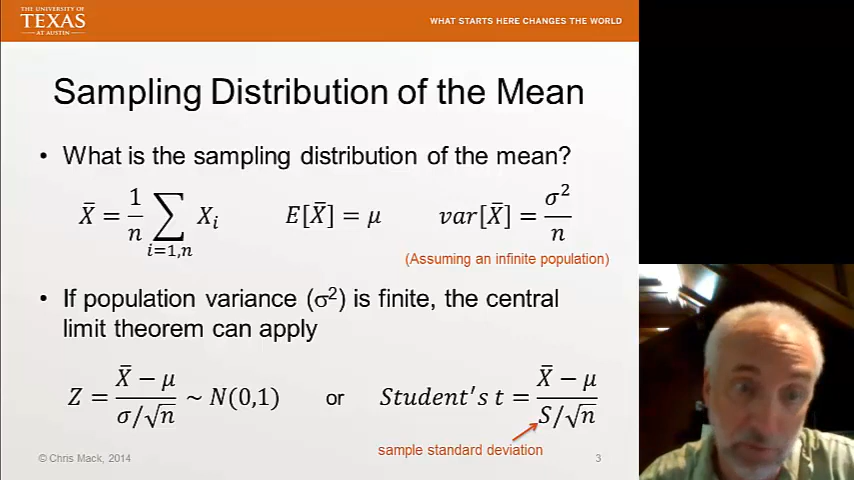 THE UNIVERSITY OF
TEXAS
AT AUSTIN
WHAT STARTS HERE CHANGES THE WORLD
Sampling Distribution of the Mean
• What is the sampling distribution of the mean?
X̄ = 1/n ∑ i=1,n Xᵢ E[X̄] = μ var[X̄] = σ²/n
(Assuming an infinite population)
• If population variance (σ²) is finite, the central
limit theorem can apply
Z = (X̄ − μ)/(σ/√n) ~ N(0,1) or Student's t = (X̄ − μ)/(S/√n)
sample standard deviation
© Chris Mack, 2014
3